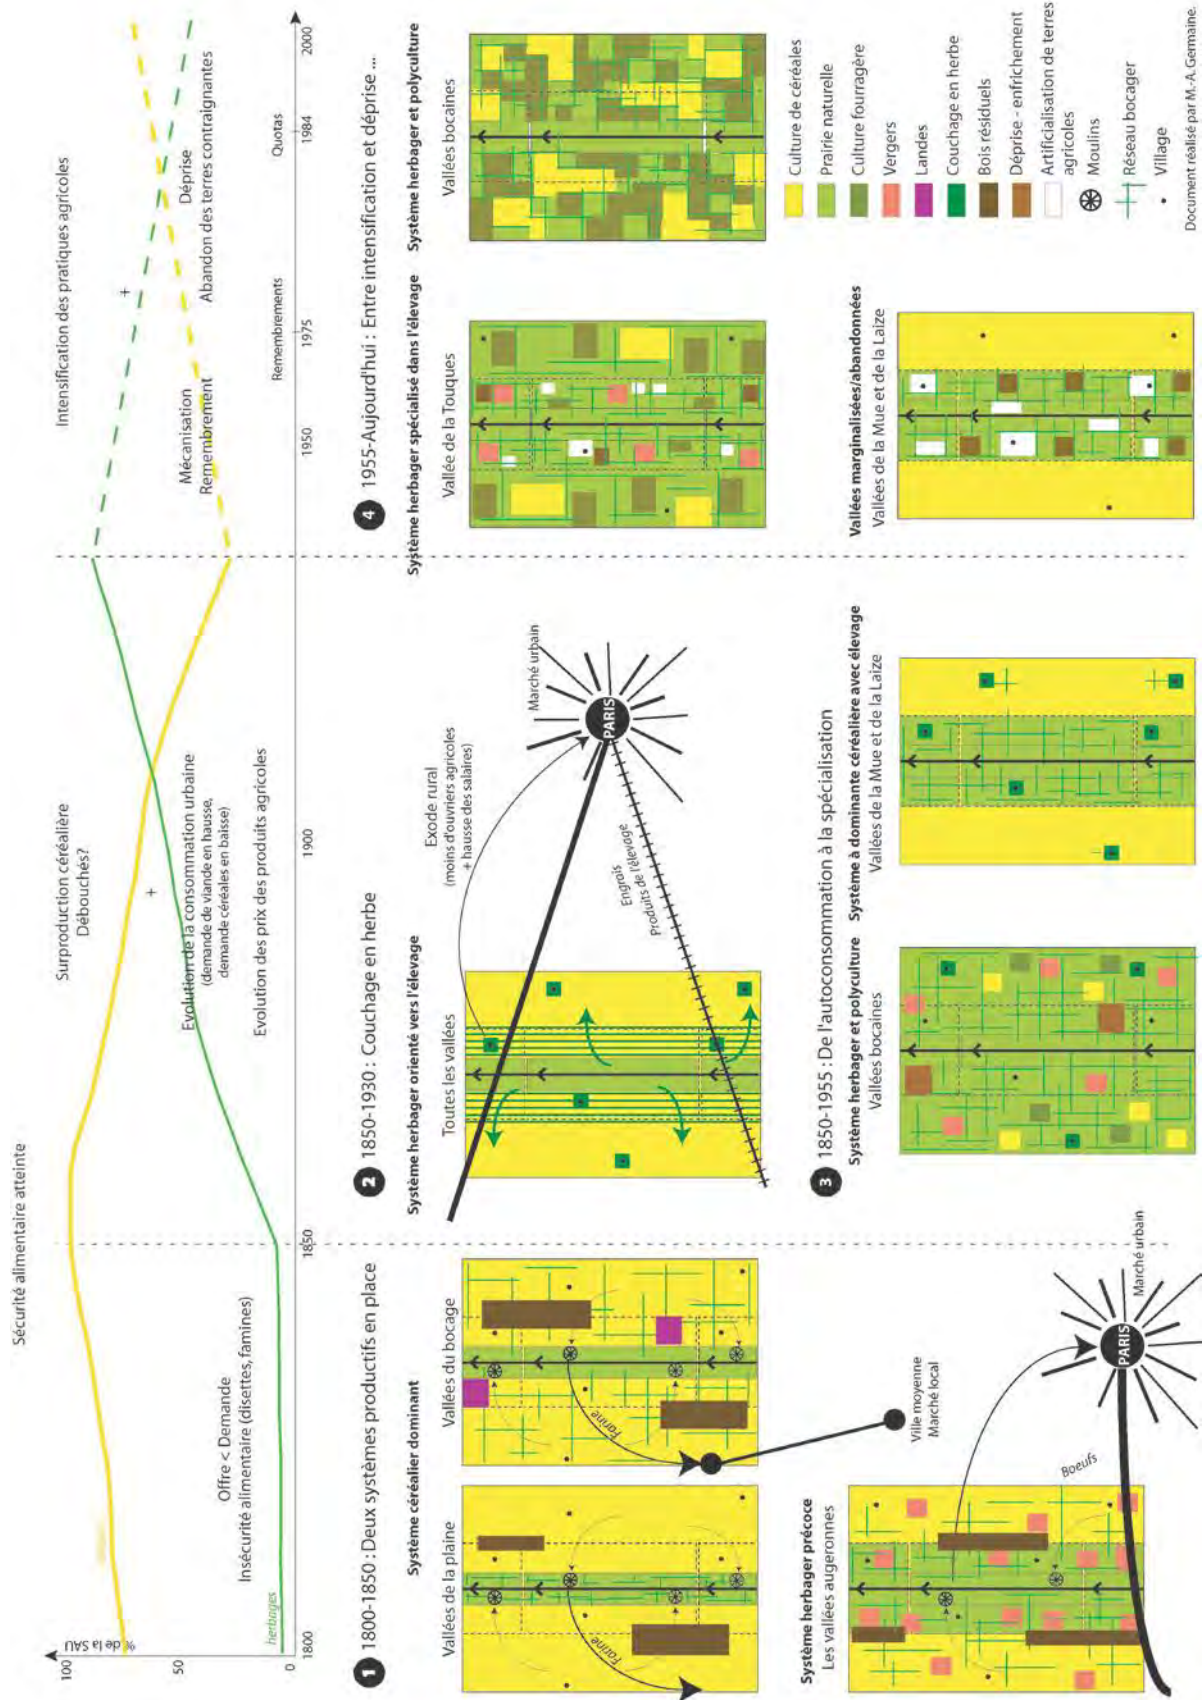 Sécurité alimentaire atteinte
Surproduction céréalière
Débouchés?
Intensification des pratiques agricoles
% de la SAU
100
50
0
Offre < Demande
Insécurité alimentaire (disettes, famines)
herbages
Evolution de la consommation urbaine
(demande de viande en hausse,
demande céréales en baisse)
+
Evolution des prix des produits agricoles
Mécanisation
Remembrement
+
Déprise
Abandon des terres contraignantes
Remembrements
Quotas
1800
1850
1900
1950
1975
1984
2000
1 1800-1850 : Deux systèmes productifs en place
Système céréalier dominant
Vallées de la plaine
Vallées du bocage
Farine
Farine
Ville moyenne
Marché local
Système herbager précoce
Les vallées augeronnes
Boeufs
PARIS
Marché urbain
2 1850-1930 : Couchage en herbe
Système herbager orienté vers l'élevage
Toutes les vallées
Exode rural
(moins d'ouvriers agricoles
+ hausse des salaires)
Engrais
Produits de l'élevage
PARIS
Marché urbain
3 1850-1955 : De l'autoconsommation à la spécialisation
Système herbager et polyculture
Vallées bocaines
Système à dominante céréalière avec élevage
Vallées de la Mue et de la Laize
4 1955-Aujourd'hui : Entre intensification et déprise ...
Système herbager spécialisé dans l'élevage
Vallée de la Touques
Système herbager et polyculture
Vallées bocaines
Vallées marginalisées/abandonnées
Vallées de la Mue et de la Laize
Culture de céréales
Prairie naturelle
Culture fourragère
Vergers
Landes
Couchage en herbe
Bois résiduels
Déprise - enfrichement
Artificialisation de terres
agricoles
Moulins
Réseau bocager
Village
Document réalisé par M.-A. Germaine.